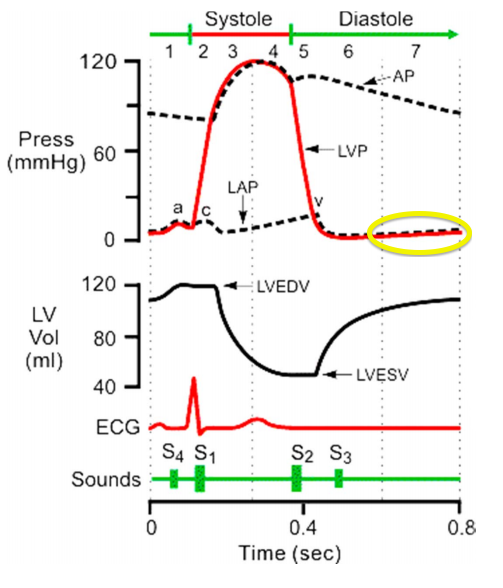 Systole Diastole
1 2 3 4 5 6 7
120
AP
Press
(mmHg)
60
LVP
LAP
a c v
0
120
LVEDV
LV
Vol
(ml)
80
40
LVESV
ECG
S4 S1 S2 S3
Sounds
0 0.4 0.8
Time (sec)